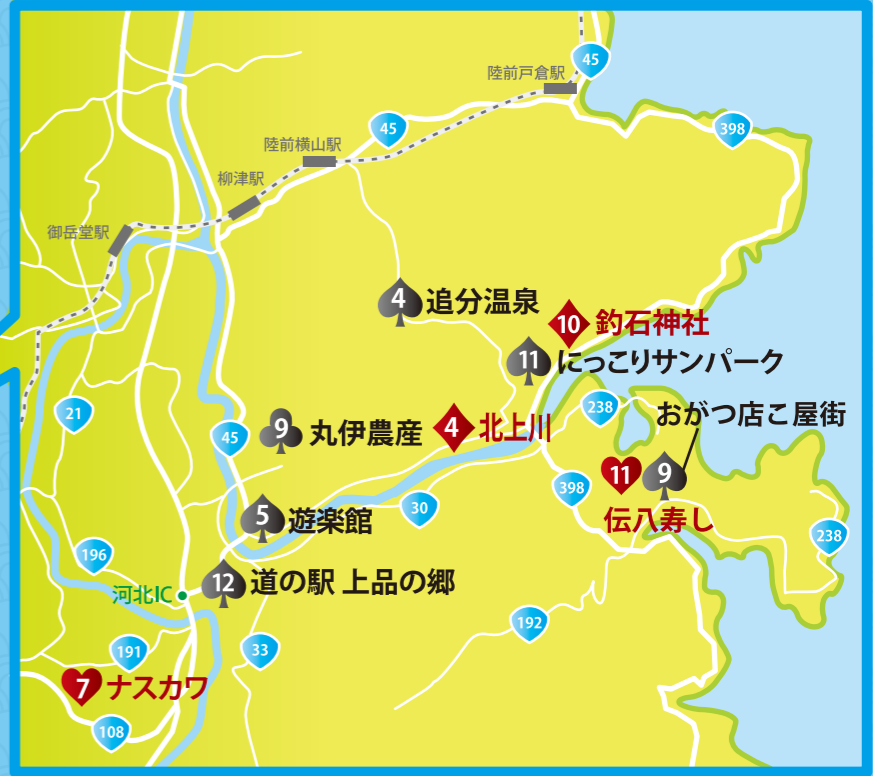 45
陸前戸倉駅
45
398
陸前横山駅
柳津駅
御岳堂駅
4 追分温泉
10 釣石神社
11 にっこりサンパーク
21
238
おがつ店こ屋街
45
9 丸伊農産
4 北上川
11
9
398
伝八寿し
5 遊楽館
30
238
196
12 道の駅 上品の郷
河北IC
192
191
33
7 ナスカワ
108